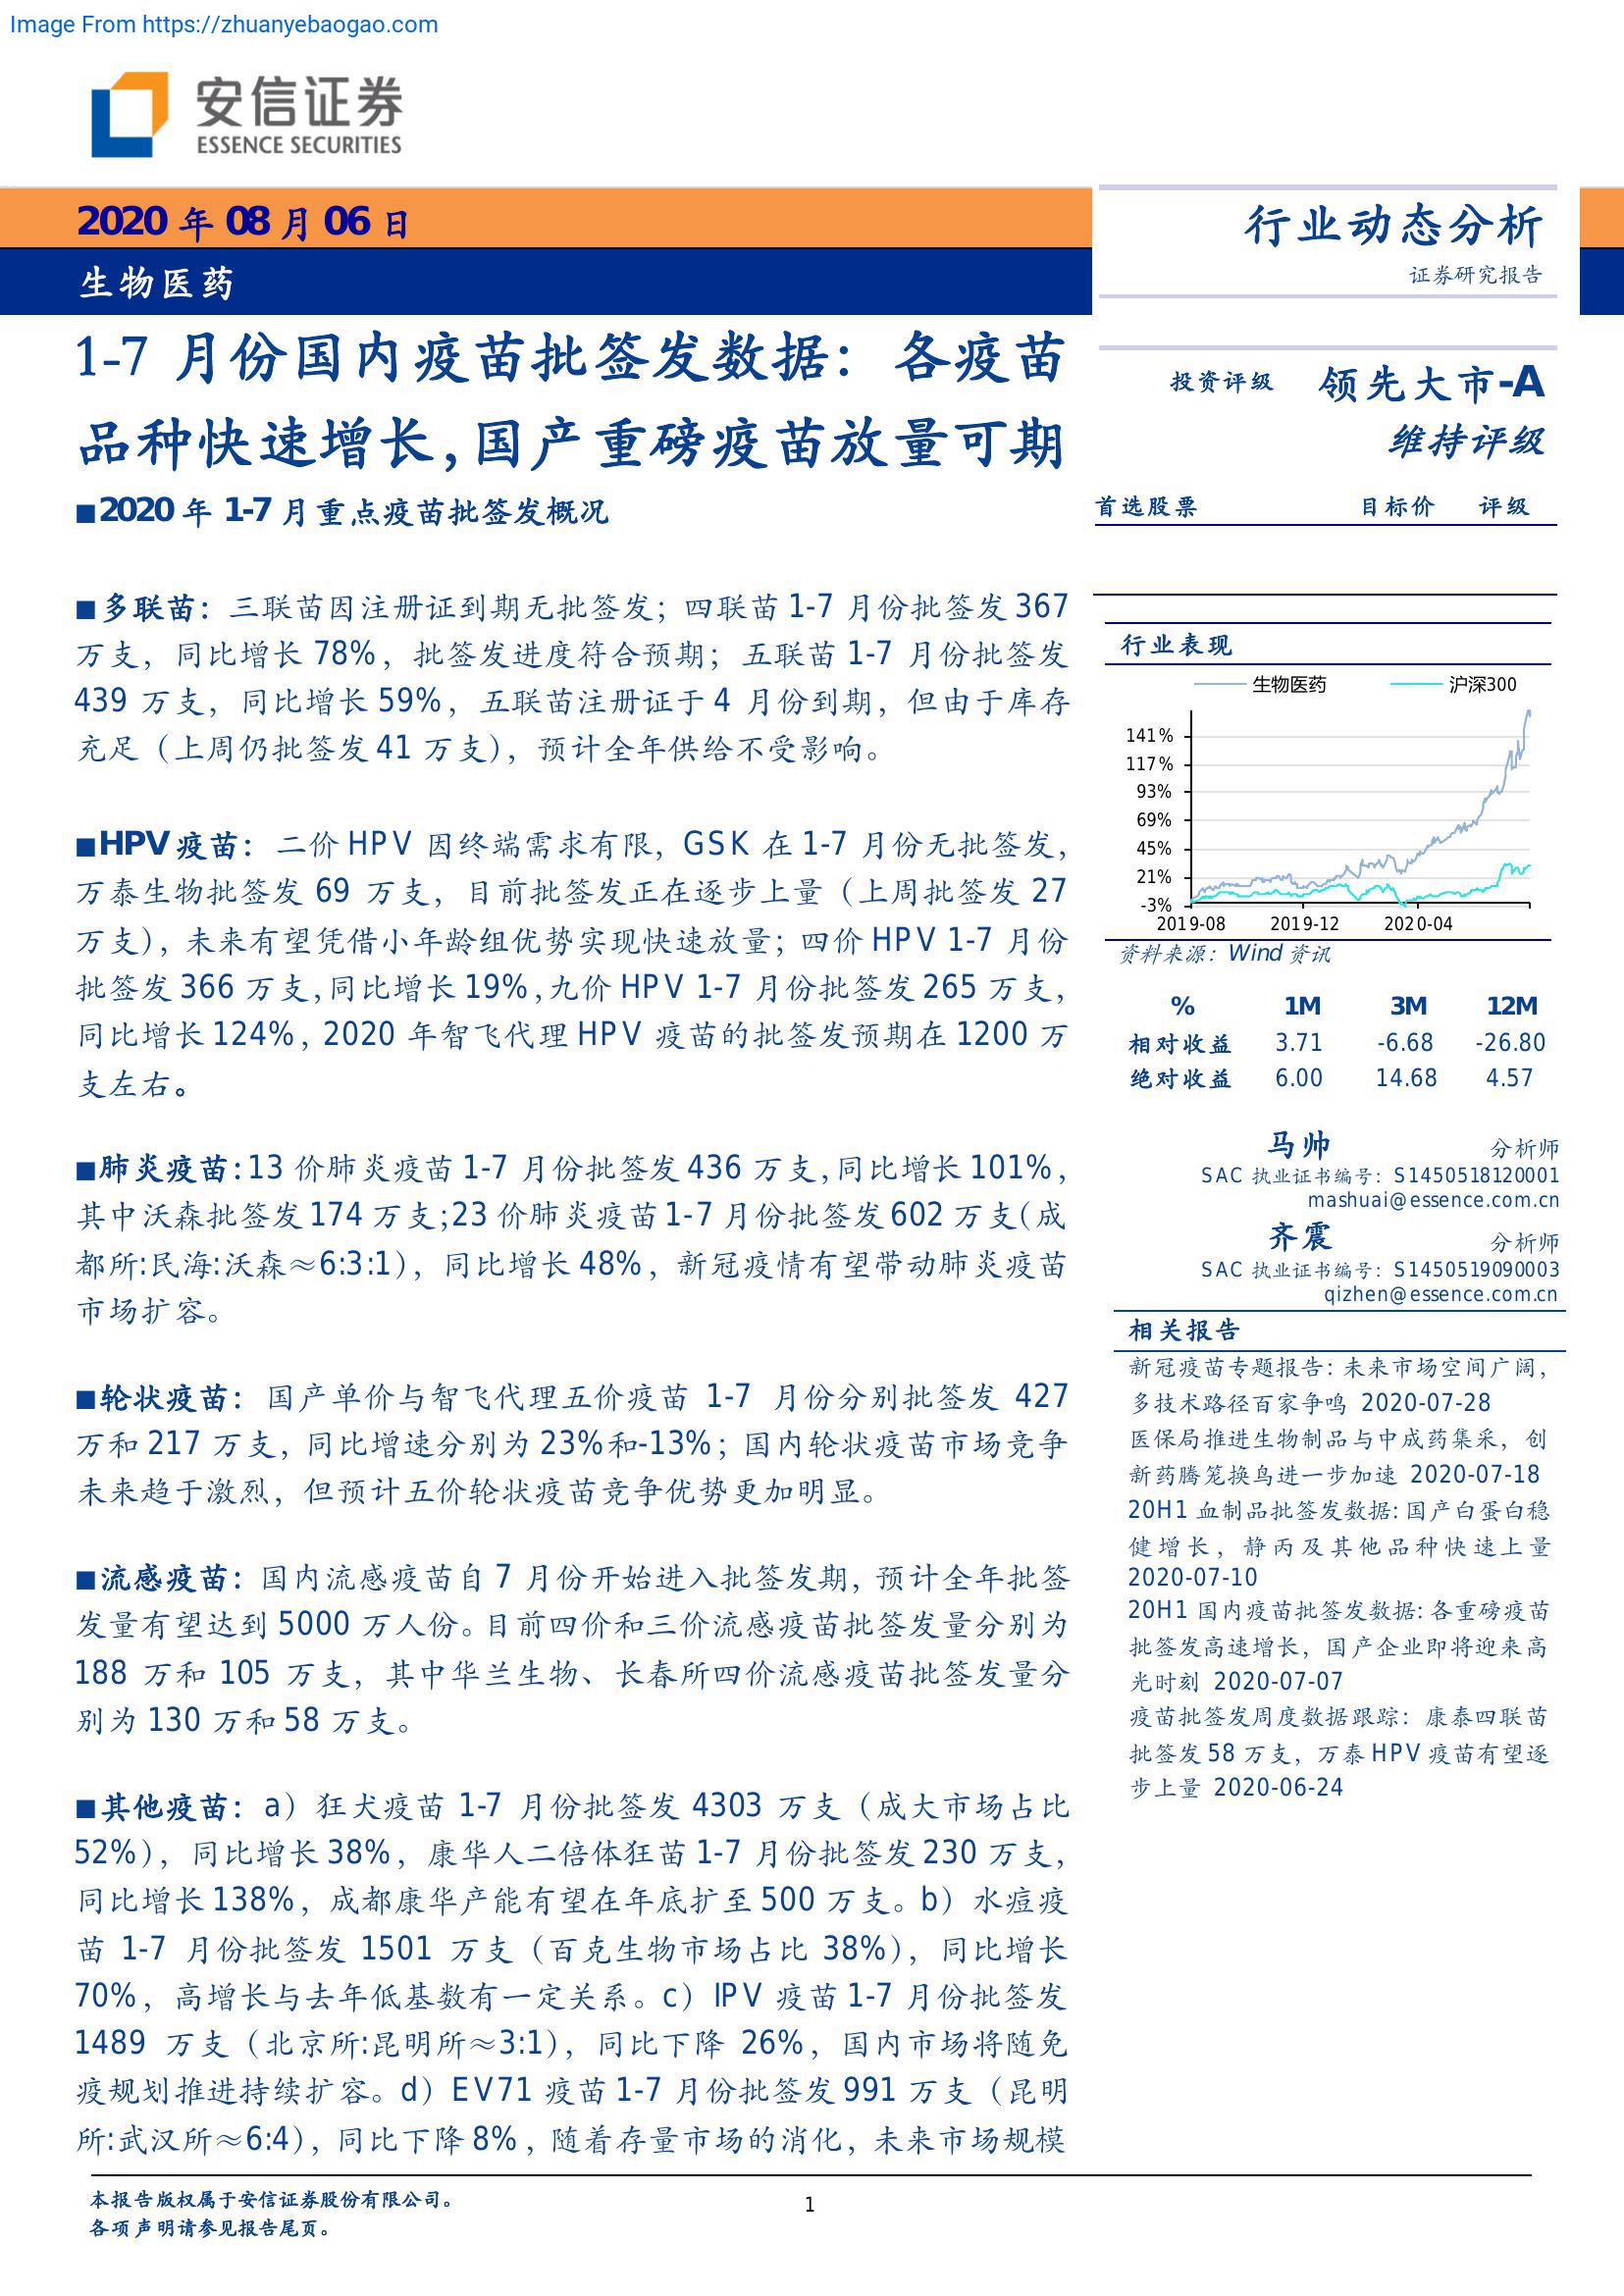 Image From https://zhuanyebaogao.com
安信证券
ESSENCE SECURITIES
2020 年 08 月 06 日
生物医药
1-7 月份国内疫苗批签发数据：各疫苗
品种快速增长,国产重磅疫苗放量可期
■2020 年 1-7 月重点疫苗批签发概况
■多联苗：三联苗因注册证到期无批签发；四联苗 1-7 月份批签发 367
万支，同比增长 78%，批签发进度符合预期；五联苗 1-7 月份批签发
439 万支，同比增长 59%，五联苗注册证于 4 月份到期，但由于库存
充足（上周仍批签发 41 万支），预计全年供给不受影响。
■HPV 疫苗：二价 HPV 因终端需求有限，GSK 在 1-7 月份无批签发，
万泰生物批签发 69 万支，目前批签发正在逐步上量（上周批签发 27
万支），未来有望凭借小年龄组优势实现快速放量；四价 HPV 1-7 月份
批签发 366 万支,同比增长 19%,九价 HPV 1-7 月份批签发 265 万支，
同比增长 124%，2020 年智飞代理 HPV 疫苗的批签发预期在 1200 万
支左右。
■肺炎疫苗:13 价肺炎疫苗 1-7 月份批签发 436 万支,同比增长 101%，
其中沃森批签发 174 万支;23 价肺炎疫苗 1-7 月份批签发 602 万支(成
都所:民海:沃森≈6:3:1)，同比增长 48%，新冠疫情有望带动肺炎疫苗
市场扩容。
■轮状疫苗：国产单价与智飞代理五价疫苗 1-7 月份分别批签发 427
万和 217 万支，同比增速分别为 23%和-13%；国内轮状疫苗市场竞争
未来趋于激烈，但预计五价轮状疫苗竞争优势更加明显。
■流感疫苗：国内流感疫苗自 7 月份开始进入批签发期，预计全年批签
发量有望达到 5000 万人份。目前四价和三价流感疫苗批签发量分别为
188 万和 105 万支，其中华兰生物、长春所四价流感疫苗批签发量分
别为 130 万和 58 万支。
■其他疫苗：a）狂犬疫苗 1-7 月份批签发 4303 万支（成大市场占比
52%），同比增长 38%，康华人二倍体狂苗 1-7 月份批签发 230 万支，
同比增长 138%，成都康华产能有望在年底扩至 500 万支。b）水痘疫
苗 1-7 月份批签发 1501 万支（百克生物市场占比 38%），同比增长
70%，高增长与去年低基数有一定关系。c）IPV 疫苗 1-7 月份批签发
1489 万支（北京所:昆明所≈3:1），同比下降 26%，国内市场将随免
疫规划推进持续扩容。d）EV71 疫苗 1-7 月份批签发 991 万支（昆明
所:武汉所≈6:4），同比下降 8%，随着存量市场的消化，未来市场规模
行业动态分析
证券研究报告
投资评级 领先大市-A
维持评级
首选股票 目标价 评级
行业表现
生物医药 沪深300
141%
117%
93%
69%
45%
21%
-3%
2019-08 2019-12 2020-04
资料来源：Wind 资讯
% 1M 3M 12M
相对收益 3.71 -6.68 -26.80
绝对收益 6.00 14.68 4.57
马帅 分析师
SAC 执业证书编号：S1450518120001
mashuai@essence.com.cn
齐震 分析师
SAC 执业证书编号：S1450519090003
qizhen@essence.com.cn
相关报告
新冠疫苗专题报告：未来市场空间广阔，
多技术路径百家争鸣 2020-07-28
医保局推进生物制品与中成药集采，创
新药腾笼换鸟进一步加速 2020-07-18
20H1 血制品批签发数据：国产白蛋白稳
健增长，静丙及其他品种快速上量
2020-07-10
20H1 国内疫苗批签发数据：各重磅疫苗
批签发高速增长，国产企业即将迎来高
光时刻 2020-07-07
疫苗批签发周度数据跟踪：康泰四联苗
批签发 58 万支，万泰 HPV 疫苗有望逐
步上量 2020-06-24
本报告版权属于安信证券股份有限公司。
各项声明请参见报告尾页。
1